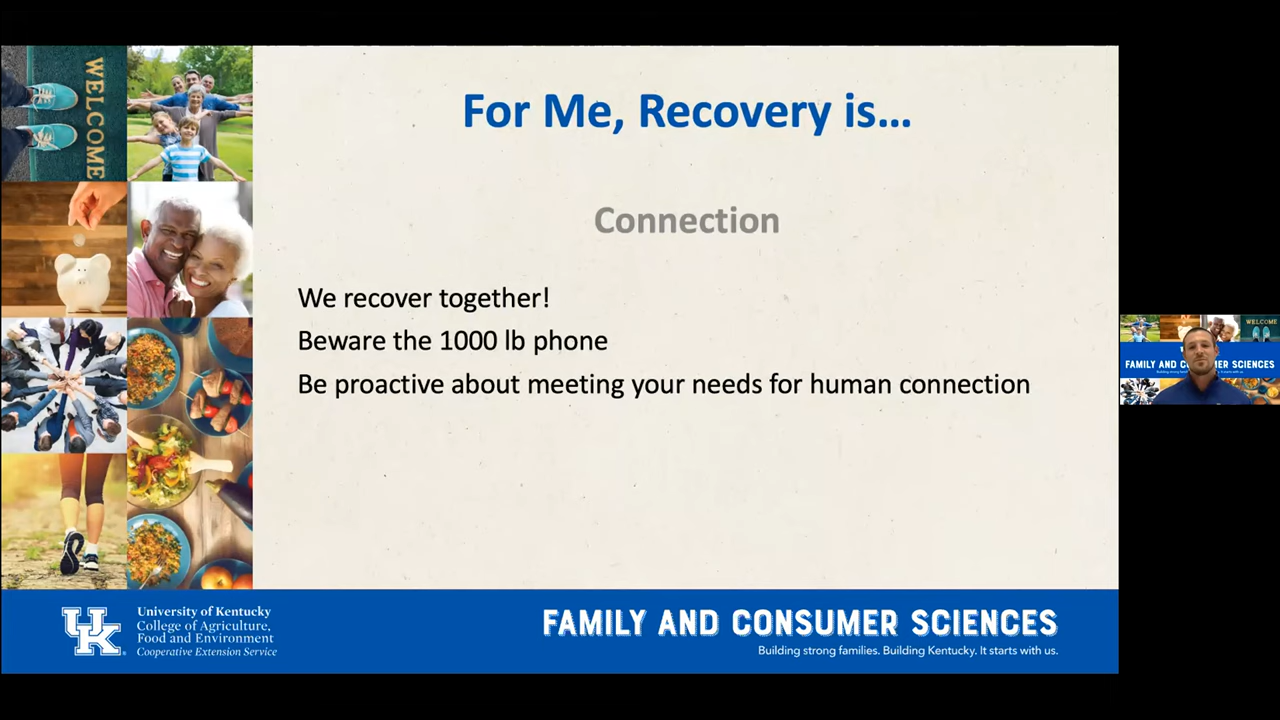 WELCOME
For Me, Recovery is...
Connection
We recover together!
Beware the 1000 lb phone
Be proactive about meeting your needs for human connection
WELCOME
FAMILY AND CONSUMER SCIENCES
UK
University of Kentucky
College of Agriculture,
Food and Environment
Cooperative Extension Service
FAMILY AND CONSUMER SCIENCES
Building strong families. Building Kentucky. It starts with us.